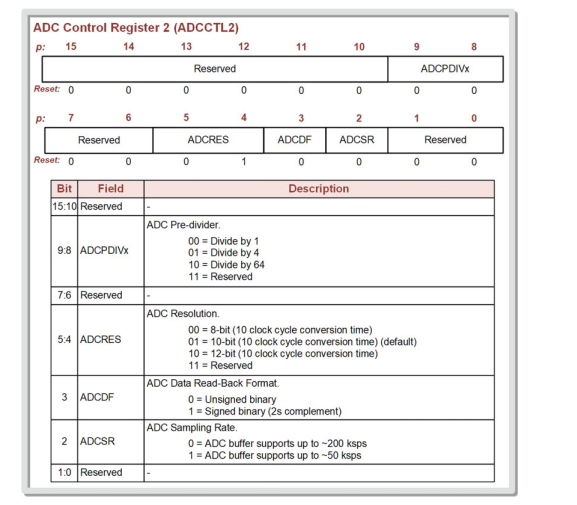 ADC Control Register 2 (ADCCTL2)
p: 15 14 13 12 11 10 9 8
Reserved ADCPDIVx
Reset: 0 0 0 0 0 0 0 0
p: 7 6 5 4 3 2 1 0
Reserved ADCRES ADCDF ADCSR Reserved
Reset: 0 0 0 1 0 0 0 0
Bit Field Description
15:10 Reserved -
ADC Pre-divider.
00 = Divide by 1
9:8 ADCPDIVx 01 = Divide by 4
10 = Divide by 64
11 = Reserved
7:6 Reserved -
ADC Resolution.
00 = 8-bit (10 clock cycle conversion time)
5:4 ADCRES 01 = 10-bit (10 clock cycle conversion time) (default)
10 = 12-bit (10 clock cycle conversion time)
11 = Reserved
ADC Data Read-Back Format.
3 ADCDF 0 = Unsigned binary
1 = Signed binary (2s complement)
ADC Sampling Rate.
2 ADCSR 0 = ADC buffer supports up to ~200 ksps
1 = ADC buffer supports up to ~50 ksps
1:0 Reserved -